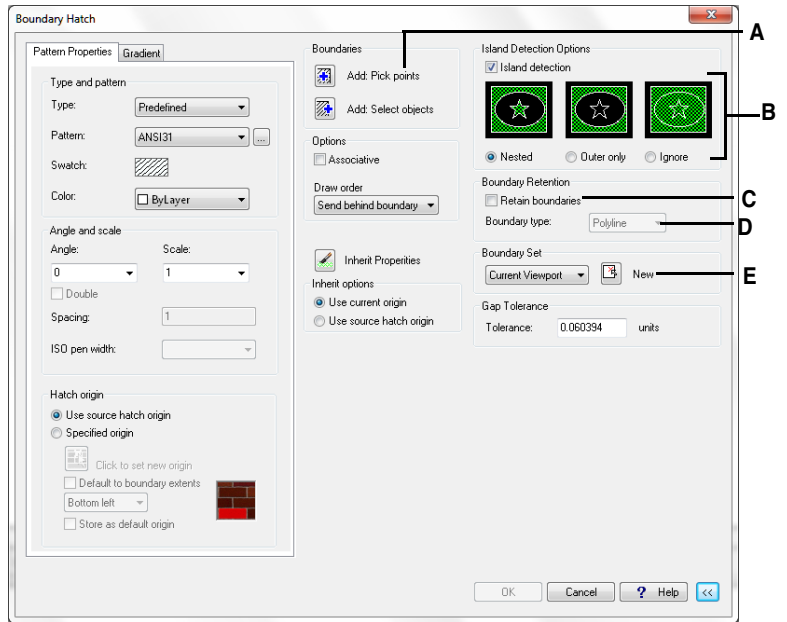 Boundary Hatch
x
A
Pattern Properties
Gradient
Type and pattern
Type:
Predefined
Pattern:
ANSI31
...
Swatch:
Color:
ByLayer
Angle and scale
Angle:
Scale:
0
1
Double
Spacing:
1
ISO pen width:
Hatch origin
Use source hatch origin
Specified origin
Click to set new origin
Default to boundary extents
Bottom left
Store as default origin
Boundaries
Add: Pick points
Add: Select objects
Options
Associative
Draw order
Send behind boundary
Inherit Properities
Inherit options
Use current origin
Use source hatch origin
Island Detection Options
Island detection
B
Nested
Outer only
Ignore
Boundary Retention
Retain boundaries
C
Boundary type:
Polyline
D
Boundary Set
Current Viewport
New
E
Gap Tolerance
Tolerance:
0.060394
units
OK
Cancel
? Help
<<